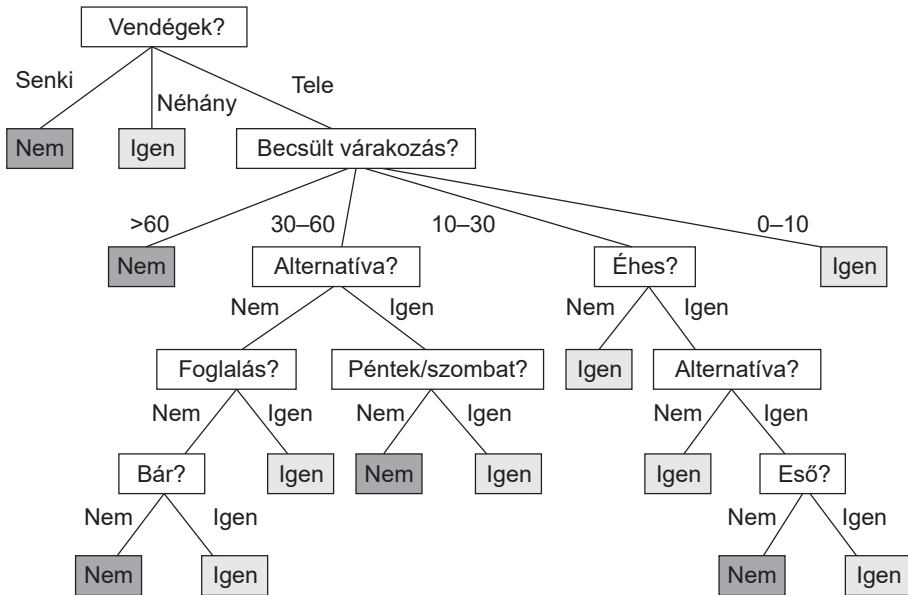 Vendégek?
Senki
Néhány
Tele
Nem
Igen
Becsült várakozás?
>60
30–60
10–30
0–10
Nem
Alternatíva?
Éhes?
Igen
Nem
Igen
Nem
Igen
Foglalás?
Péntek/szombat?
Igen
Alternatíva?
Nem
Igen
Nem
Igen
Nem
Igen
Bár?
Igen
Nem
Igen
Igen
Eső?
Nem
Igen
Nem
Igen
Nem
Igen
Nem
Igen